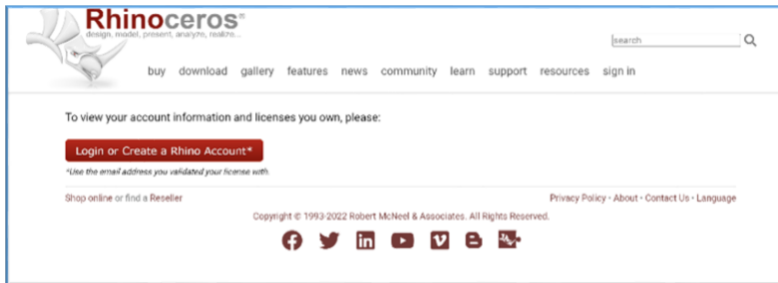 Rhinoceros™
design, model, present, analyze, realize...
search
buy download gallery features news community learn support resources sign in
To view your account information and licenses you own, please:
Login or Create a Rhino Account*
*Use the email address you validated your license with.
Shop online or find a Reseller
Privacy Policy - About - Contact Us - Language
Copyright © 1993-2022 Robert McNeel & Associates. All Rights Reserved.